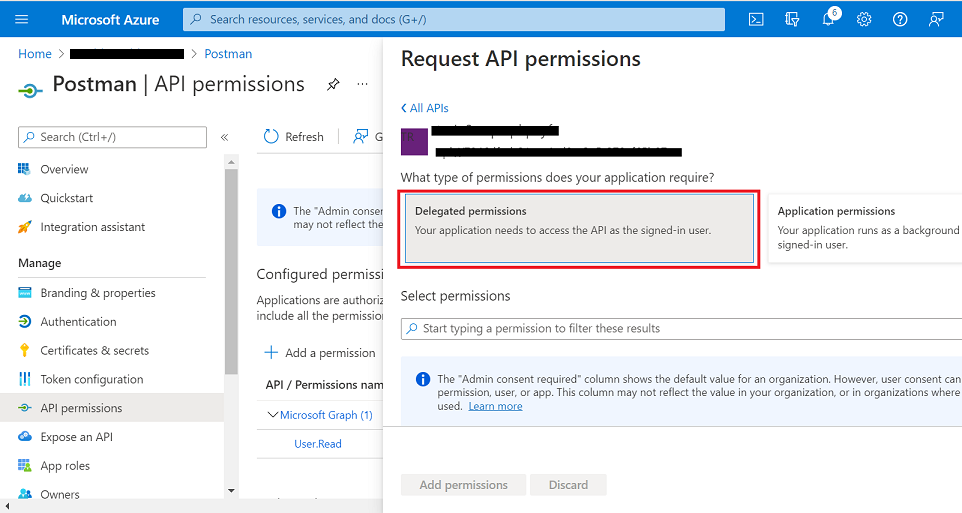 Microsoft Azure
Search resources, services, and docs (G+/)
6
Home > > Postman
Postman | API permissions
...
Search (Ctrl+/)
«
Overview
Quickstart
Integration assistant
Manage
Branding & properties
Authentication
Certificates & secrets
Token configuration
API permissions
Expose an API
App roles
Owners
Refresh
G
The "Admin consent
may not reflect the
Configured permissi
Applications are authoriz
include all the permission
Add a permission
API / Permissions nam
Microsoft Graph (1)
User.Read
Request API permissions
All APIs
What type of permissions does your application require?
Delegated permissions
Your application needs to access the API as the signed-in user.
Application permissions
Your application runs as a background
signed-in user.
Select permissions
Start typing a permission to filter these results
The "Admin consent required" column shows the default value for an organization. However, user consent can
permission, user, or app. This column may not reflect the value in your organization, or in organizations where
used. Learn more
Add permissions
Discard